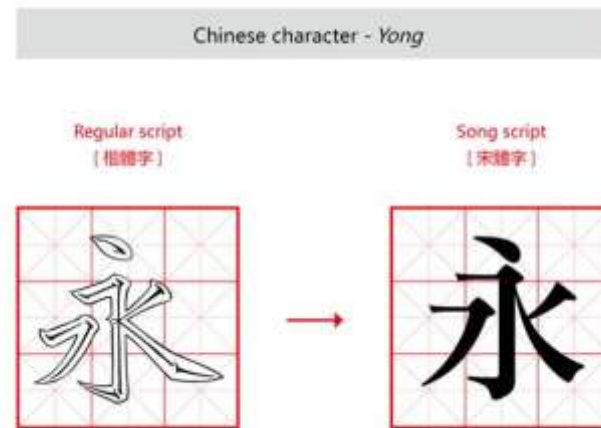 Chinese character - Yong
Regular script
[楷體字]
Song script
[宋體字]
永
永